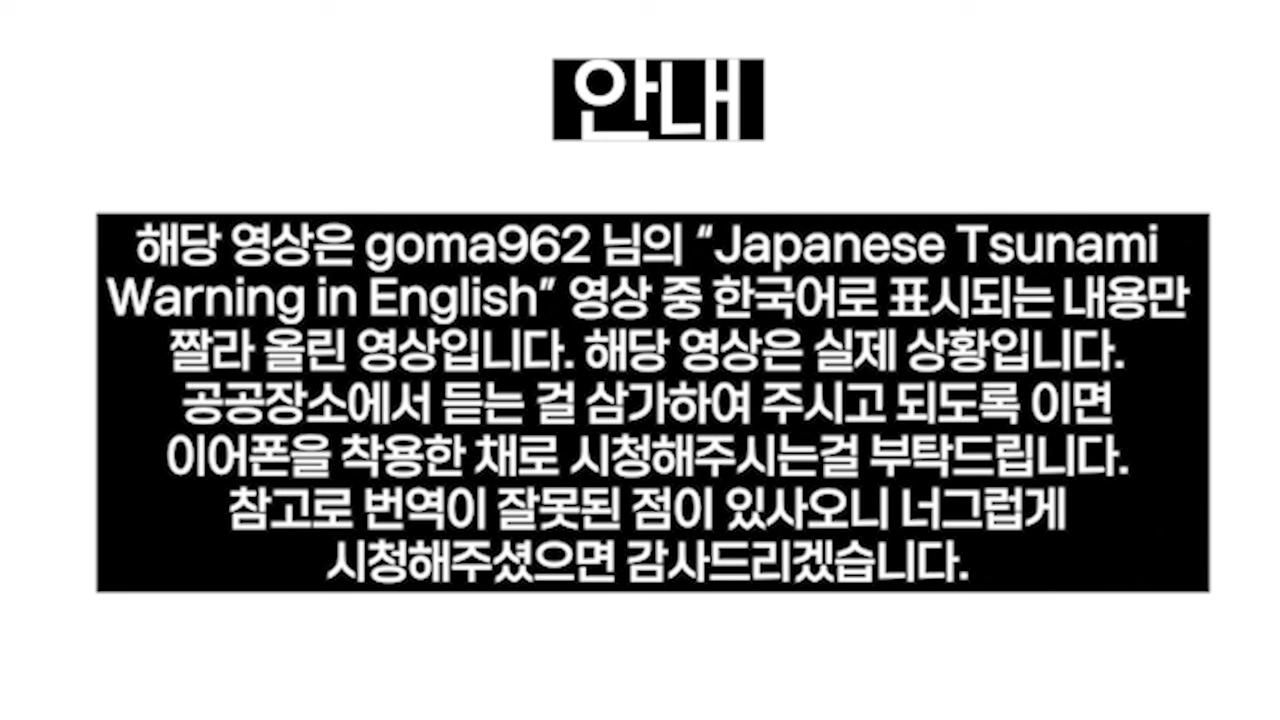 안내
해당 영상은 goma962 님의 “Japanese Tsunami
Warning in English” 영상 중 한국어로 표시되는 내용만
짤라 올린 영상입니다. 해당 영상은 실제 상황입니다.
공공장소에서 듣는 걸 삼가하여 주시고 되도록 이면
이어폰을 착용한 채로 시청해주시는걸 부탁드립니다.
참고로 번역이 잘못된 점이 있사오니 너그럽게
시청해주셨으면 감사드리겠습니다.